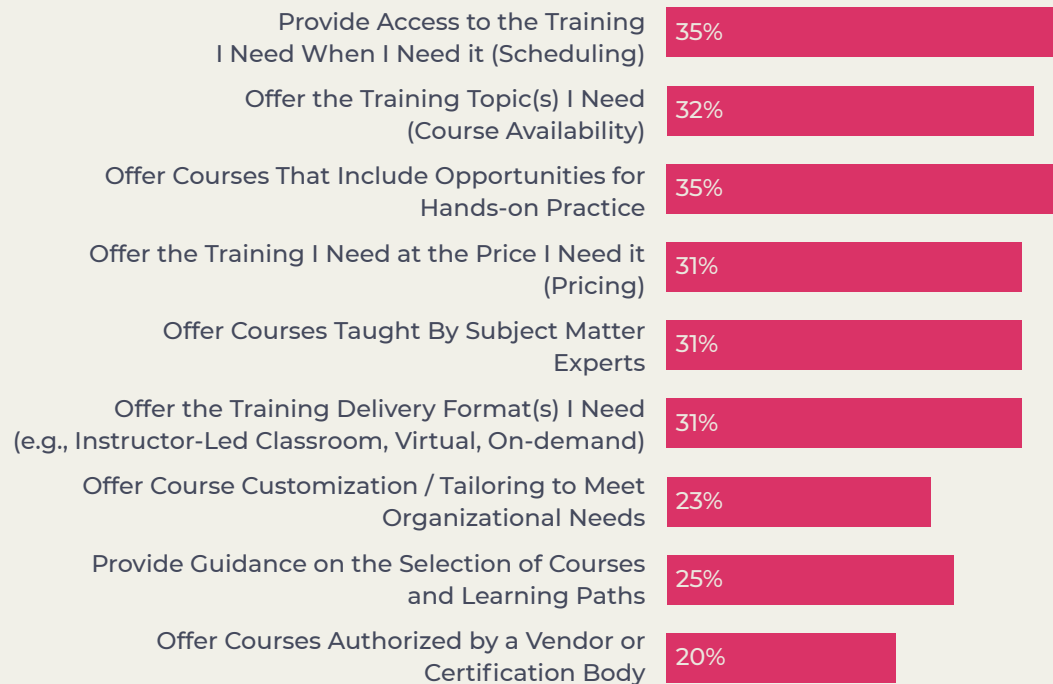 Provide Access to the Training
I Need When I Need it (Scheduling)
35%
Offer the Training Topic(s) I Need
(Course Availability)
32%
Offer Courses That Include Opportunities for
Hands-on Practice
35%
Offer the Training I Need at the Price I Need it
(Pricing)
31%
Offer Courses Taught By Subject Matter
Experts
31%
Offer the Training Delivery Format(s) I Need
(e.g., Instructor-Led Classroom, Virtual, On-demand)
31%
Offer Course Customization / Tailoring to Meet
Organizational Needs
23%
Provide Guidance on the Selection of Courses
and Learning Paths
25%
Offer Courses Authorized by a Vendor or
Certification Body
20%